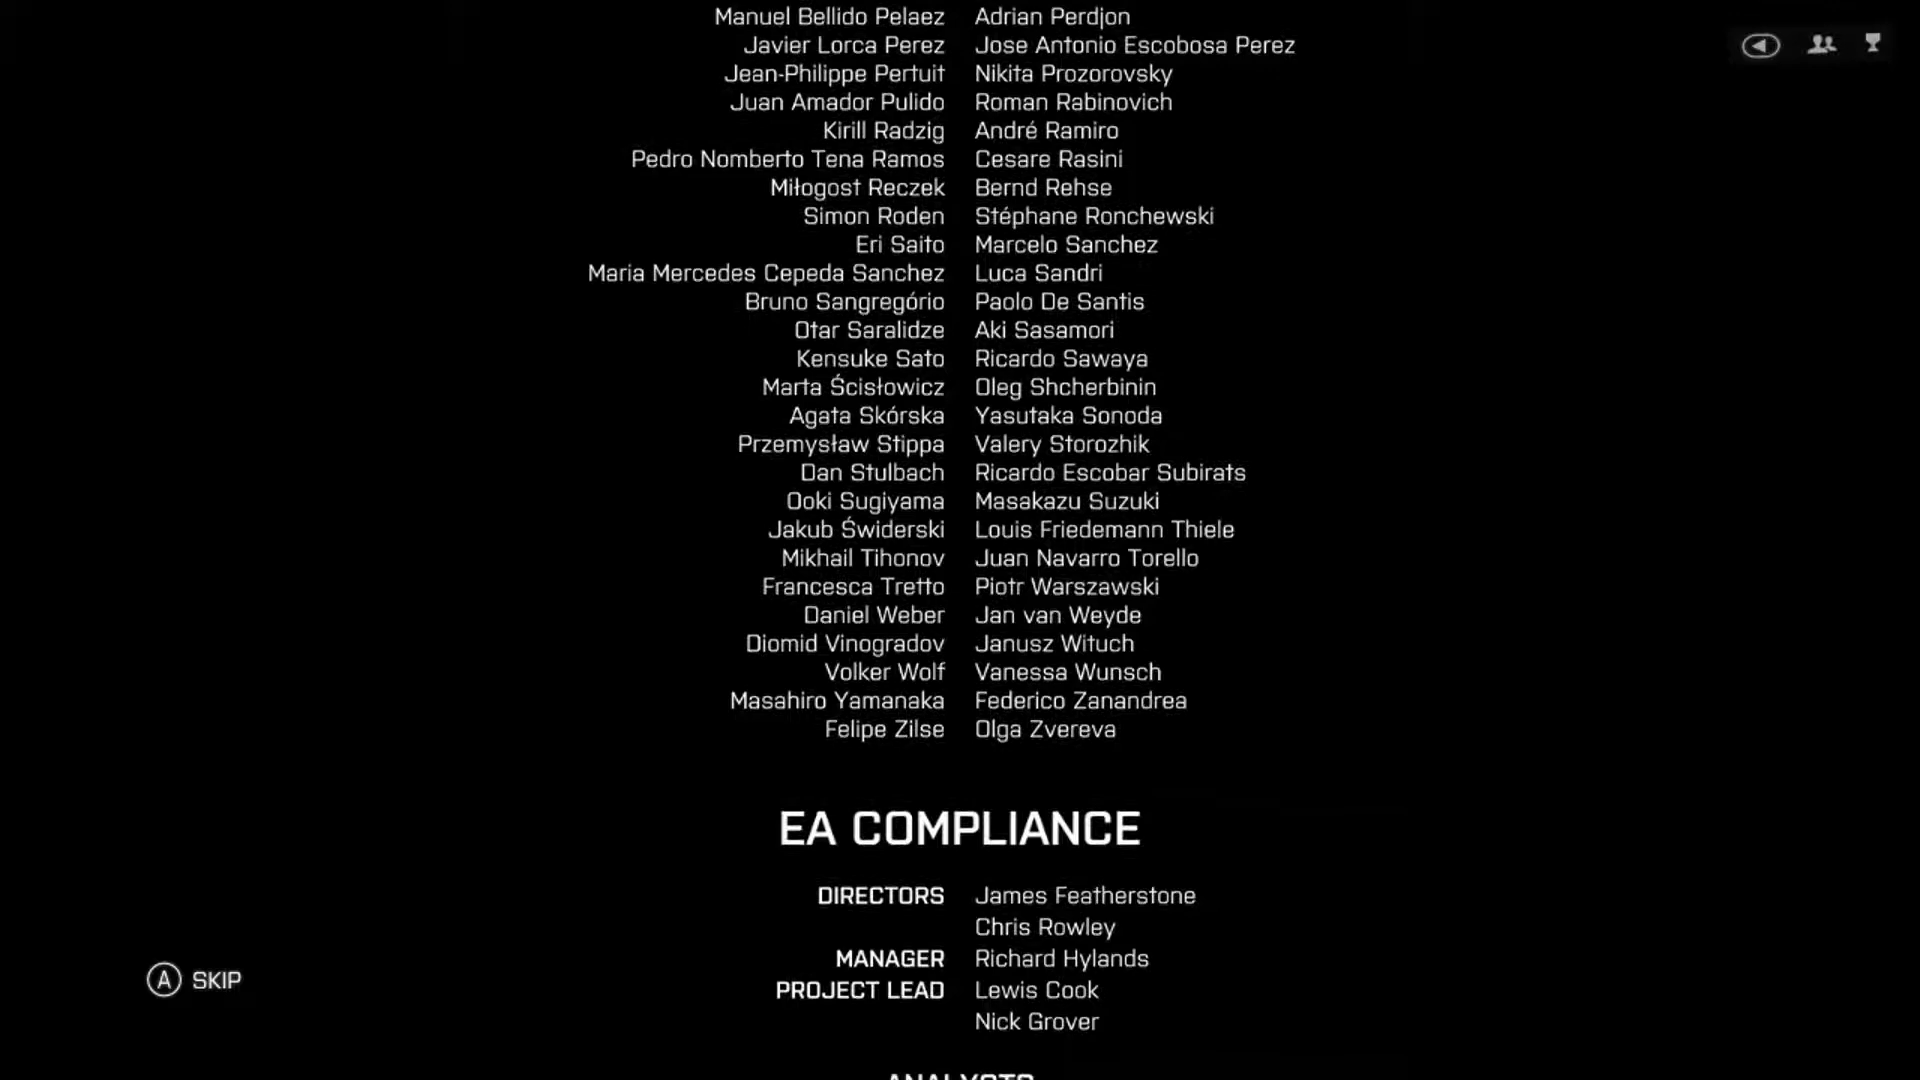 Manuel Bellido Pelaez Adrian Perdjon
Javier Lorca Perez Jose Antonio Escobosa Perez
Jean-Philippe Pertuit Nikita Prozorovsky
Juan Amador Pulido Roman Rabinovich
Kirill Radzig André Ramiro
Pedro Nomberto Tena Ramos Cesare Rasini
Miłogost Reczek Bernd Rehse
Simon Roden Stéphane Ronchewski
Eri Saito Marcelo Sanchez
Maria Mercedes Cepeda Sanchez Luca Sandri
Bruno Sangregório Paolo De Santis
Otar Saralidze Aki Sasamori
Kensuke Sato Ricardo Sawaya
Marta Ścisłowicz Oleg Shcherbinin
Agata Skórska Yasutaka Sonoda
Przemysław Stippa Valery Storozhik
Dan Stulbach Ricardo Escobar Subirats
Ooki Sugiyama Masakazu Suzuki
Jakub Świderski Louis Friedemann Thiele
Mikhail Tihonov Juan Navarro Torello
Francesca Tretto Piotr Warszawski
Daniel Weber Jan van Weyde
Diomid Vinogradov Janusz Wituch
Volker Wolf Vanessa Wunsch
Masahiro Yamanaka Federico Zanandrea
Felipe Zilse Olga Zvereva
EA COMPLIANCE
DIRECTORS James Featherstone
Chris Rowley
MANAGER Richard Hylands
PROJECT LEAD Lewis Cook
Nick Grover
A SKIP
ANALYSTS